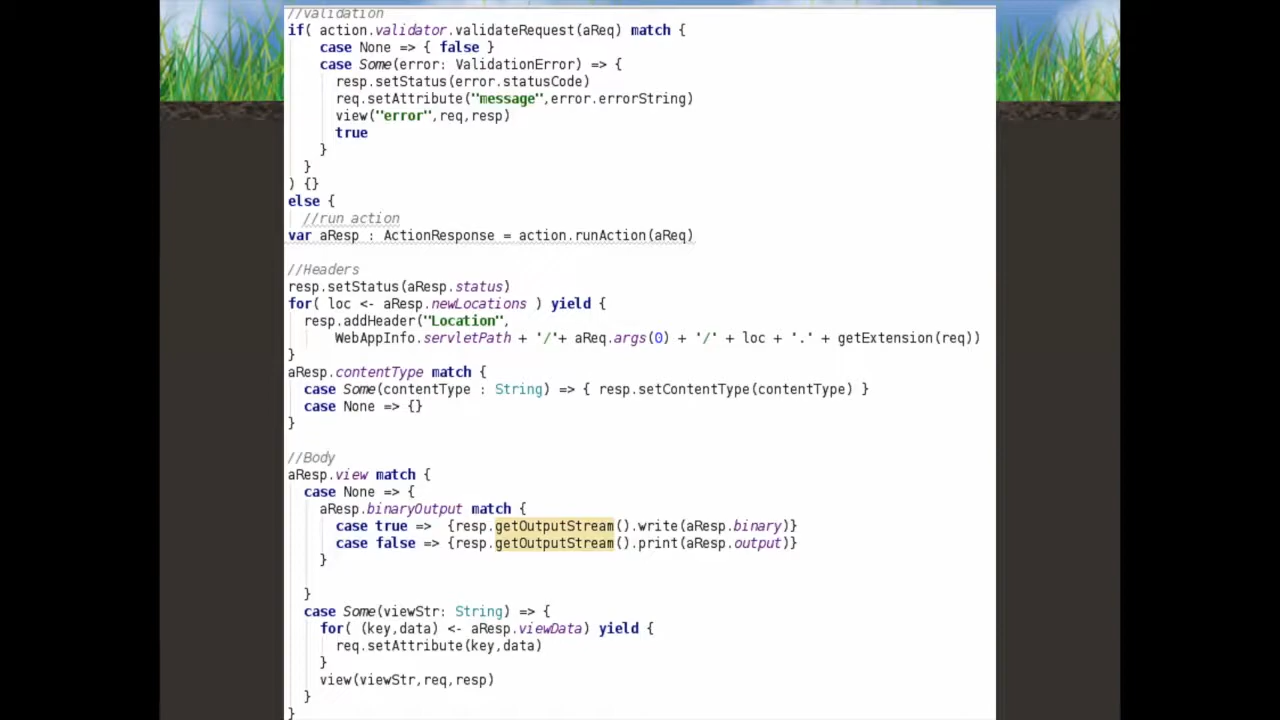 //validation
if( action.validator.validateRequest(aReq) match {
    case None => { false }
    case Some(error: ValidationError) => {
      resp.setStatus(error.statusCode)
      req.setAttribute("message",error.errorString)
      view("error",req,resp)
      true
    }
  }
) {}
else {
  //run action
var aResp : ActionResponse = action.runAction(aReq)

//Headers
resp.setStatus(aResp.status)
for( loc <- aResp.newLocations ) yield {
  resp.addHeader("Location",
      WebAppInfo.servletPath + '/'+ aReq.args(0) + '/' + loc + '.' + getExtension(req))
}
aResp.contentType match {
  case Some(contentType : String) => { resp.setContentType(contentType) }
  case None => {}
}

//Body
aResp.view match {
  case None => {
    aResp.binaryOutput match {
      case true =>  {resp.getOutputStream().write(aResp.binary)}
      case false => {resp.getOutputStream().print(aResp.output)}
    }

  }
  case Some(viewStr: String) => {
    for( (key,data) <- aResp.viewData) yield {
      req.setAttribute(key,data)
    }
    view(viewStr,req,resp)
  }
}